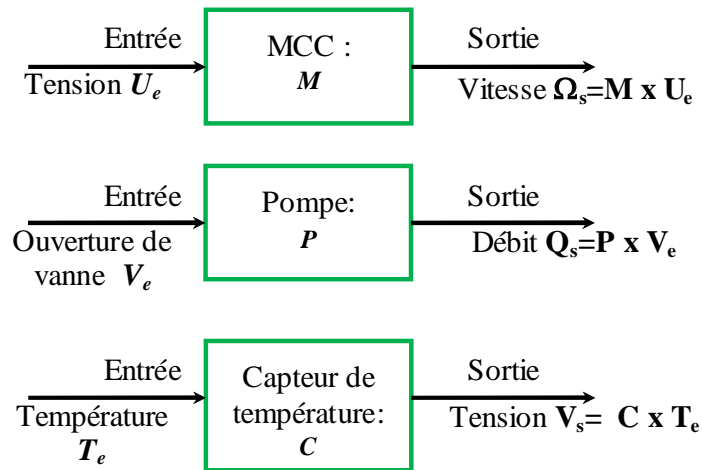 Entrée
MCC :
Sortie
Tension Ue
M
Vitesse Ωs=M x Ue
Entrée
Pompe:
Sortie
Ouverture de
P
Débit Qs=P x Ve
vanne Ve
Entrée
Capteur de
Sortie
Température
température:
Tension Vs= C x Te
Te
C